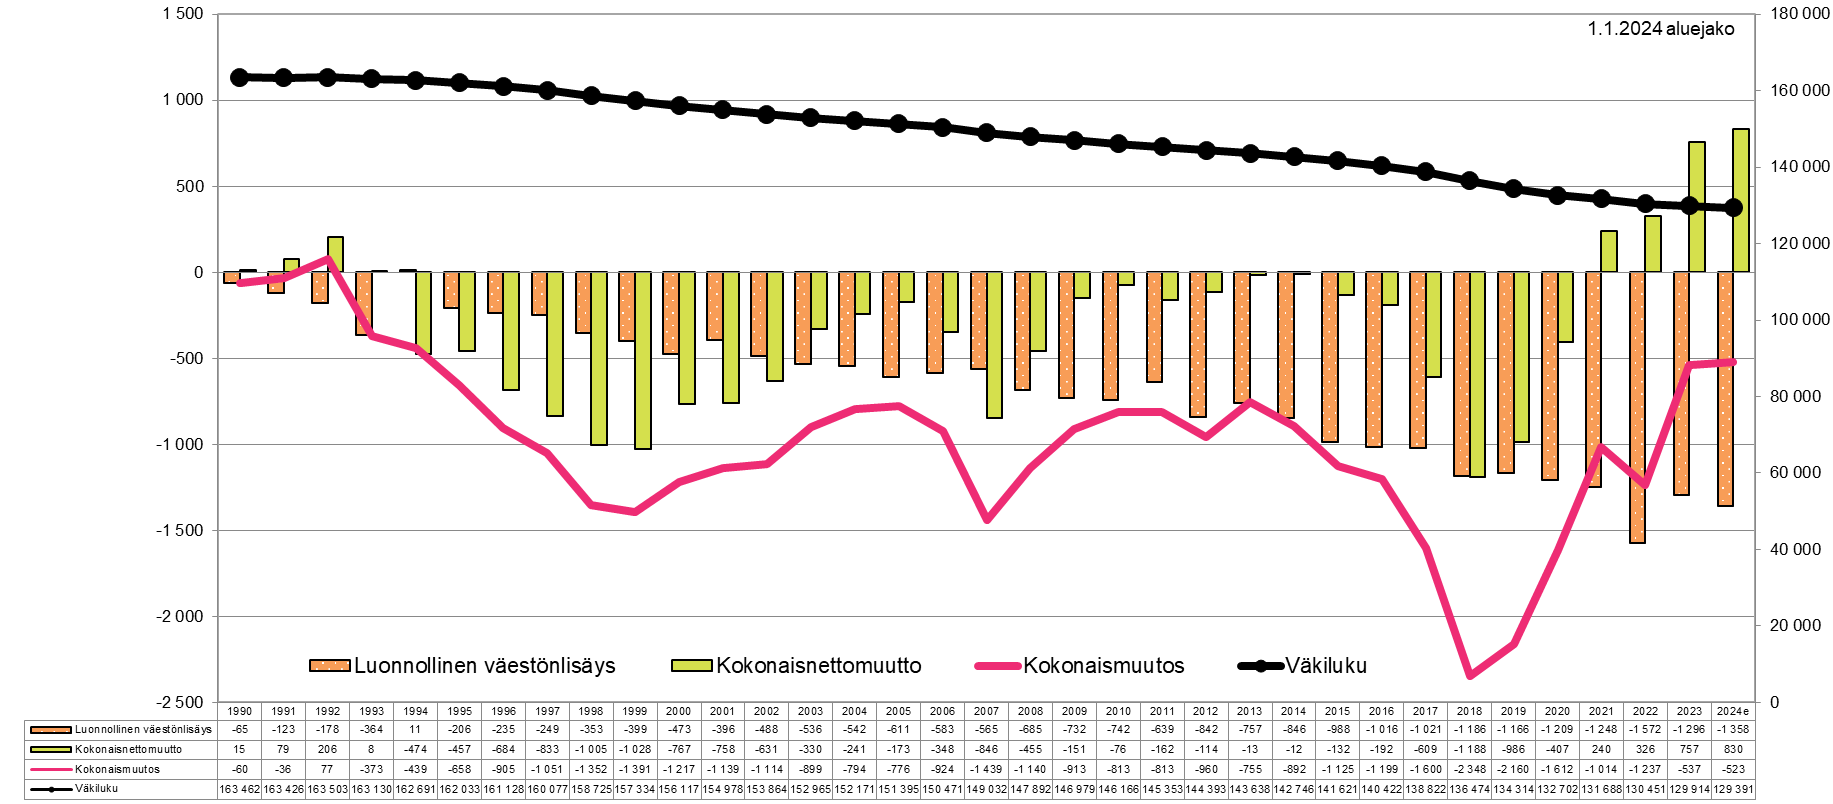 1 500
180 000
1.1.2024 aluejako
160 000
1 000
140 000
500
120 000
0
100 000
-500
80 000
-1 000
60 000
-1 500
40 000
-2 000
20 000
Luonnollinen väestönlisäys Kokonaisnettomuutto Kokonaismuutos Väkiluku
-2 500
0
1990 1991 1992 1993 1994 1995 1996 1997 1998 1999 2000 2001 2002 2003 2004 2005 2006 2007 2008 2009 2010 2011 2012 2013 2014 2015 2016 2017 2018 2019 2020 2021 2022 2023 2024e
Luonnollinen väestönlisäys -65 -123 -178 -364 11 -206 -235 -249 -353 -399 -473 -396 -488 -536 -542 -611 -583 -565 -685 -732 -742 -639 -842 -757 -846 -988 -1 016 -1 021 -1 186 -1 166 -1 209 -1 248 -1 572 -1 296 -1 358
Kokonaisnettomuutto 15 79 206 8 -474 -457 -684 -833 -1 005 -1 028 -767 -758 -631 -330 -241 -173 -348 -846 -455 -151 -76 -162 -114 -13 -12 -132 -192 -609 -1 188 -986 -407 240 326 757 830
Kokonaismuutos -60 -36 77 -373 -439 -658 -905 -1 051 -1 352 -1 391 -1 217 -1 139 -1 114 -899 -794 -776 -924 -1 439 -1 140 -913 -813 -813 -960 -755 -892 -1 125 -1 199 -1 600 -2 348 -2 160 -1 612 -1 014 -1 237 -537 -523
Väkiluku 163 462 163 426 163 503 163 130 162 691 162 033 161 128 160 077 158 725 157 334 156 117 154 978 153 864 152 965 152 171 151 395 150 471 149 032 147 892 146 979 146 166 145 353 144 393 143 638 142 746 141 621 140 422 138 822 136 474 134 314 132 702 131 688 130 451 129 914 129 391